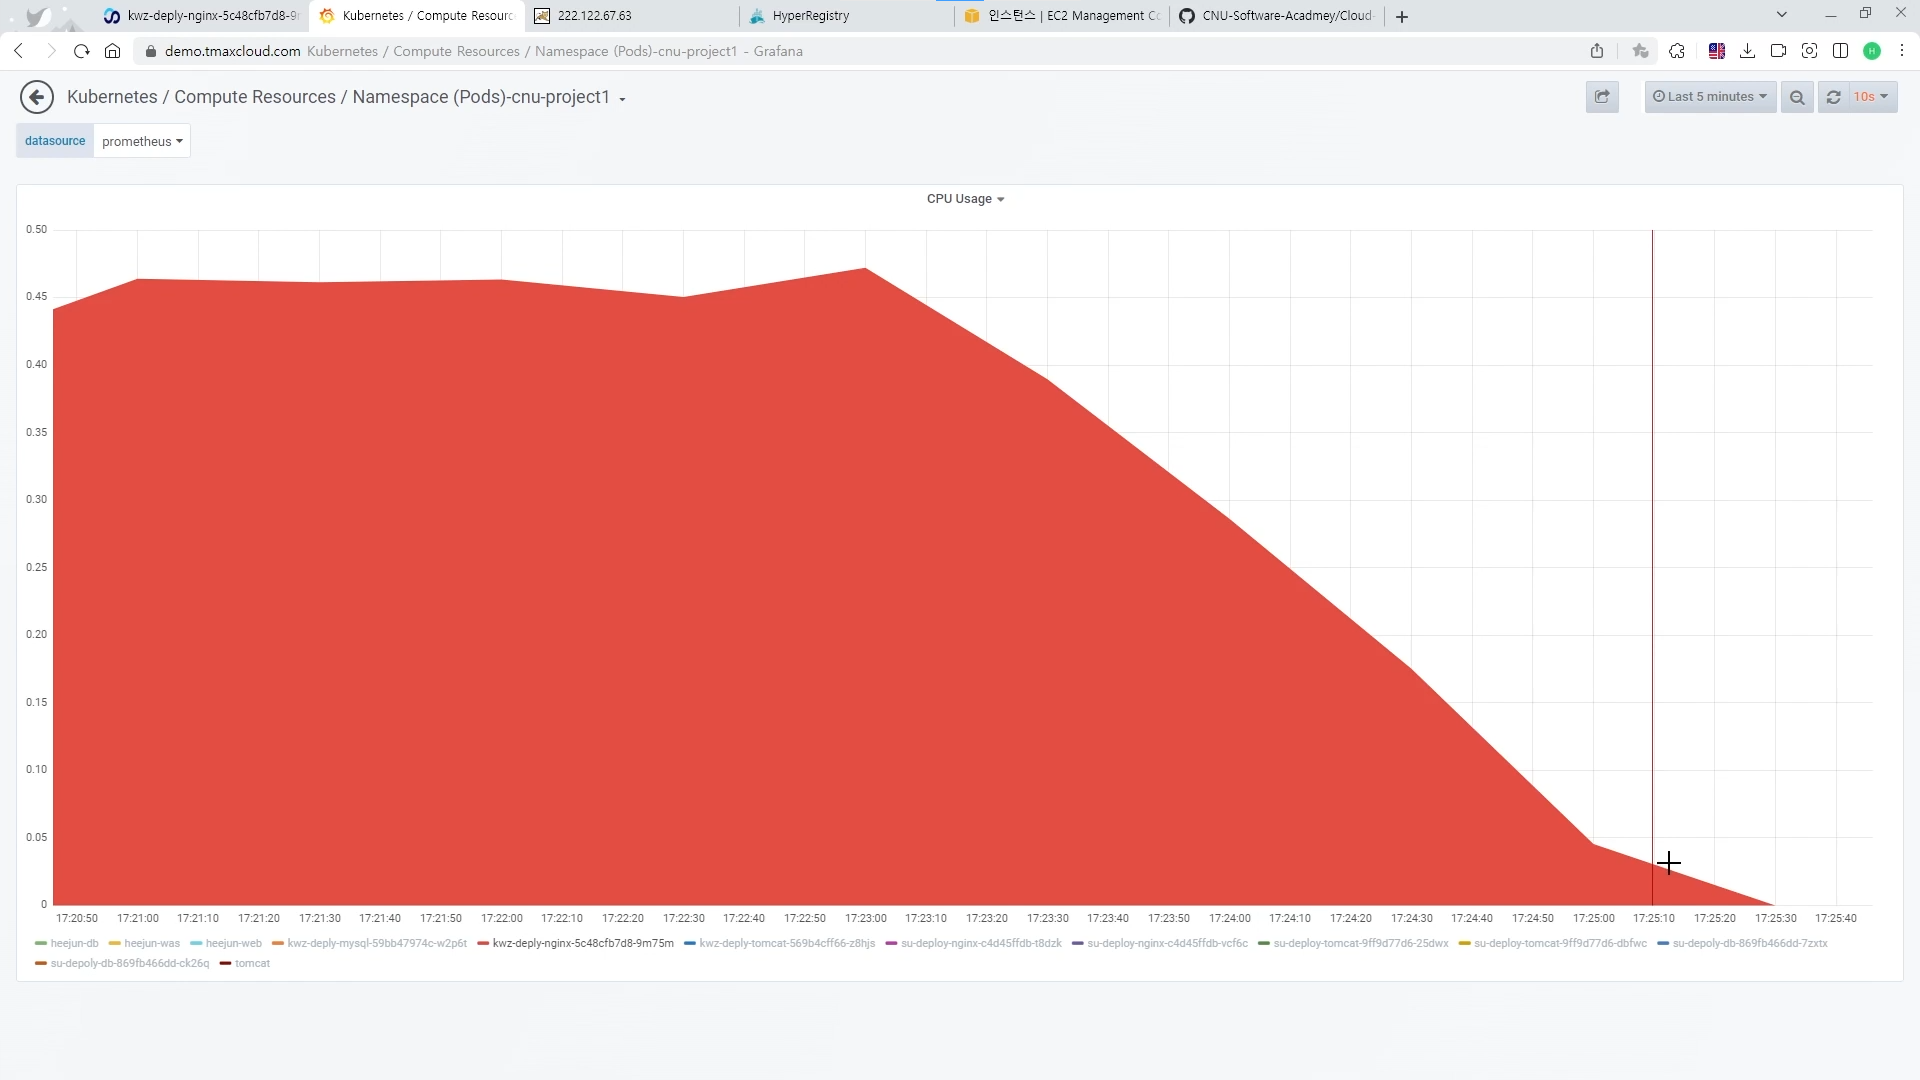 kwz-deply-nginx-5c48cfb7d8-9m
Kubernetes / Compute Resourc
222.122.67.63
HyperRegistry
인스턴스 | EC2 Management Co
CNU-Software-Acadmey/Cloud-
demo.tmaxcloud.com Kubernetes / Compute Resources / Namespace (Pods)-cnu-project1 - Grafana
H
Kubernetes / Compute Resources / Namespace (Pods)-cnu-project1
Last 5 minutes
10s
datasource
prometheus
CPU Usage
0.50
0.45
0.40
0.35
0.30
0.25
0.20
0.15
0.10
0.05
0
17:20:50 17:21:00 17:21:10 17:21:20 17:21:30 17:21:40 17:21:50 17:22:00 17:22:10 17:22:20 17:22:30 17:22:40 17:22:50 17:23:00 17:23:10 17:23:20 17:23:30 17:23:40 17:23:50 17:24:00 17:24:10 17:24:20 17:24:30 17:24:40 17:24:50 17:25:00 17:25:10 17:25:20 17:25:30 17:25:40
heejun-db heejun-was heejun-web kwz-deply-mysql-59bb47974c-w2p6t kwz-deply-nginx-5c48cfb7d8-9m75m kwz-deply-tomcat-569b4cff66-z8hjs su-deploy-nginx-c4d45ffdb-t8dzk su-deploy-nginx-c4d45ffdb-vcf6c su-deploy-tomcat-9ff9d77d6-25dwx su-deploy-tomcat-9ff9d77d6-dbfwc su-depoly-db-869fb466dd-7zxtx
su-depoly-db-869fb466dd-ck26q tomcat